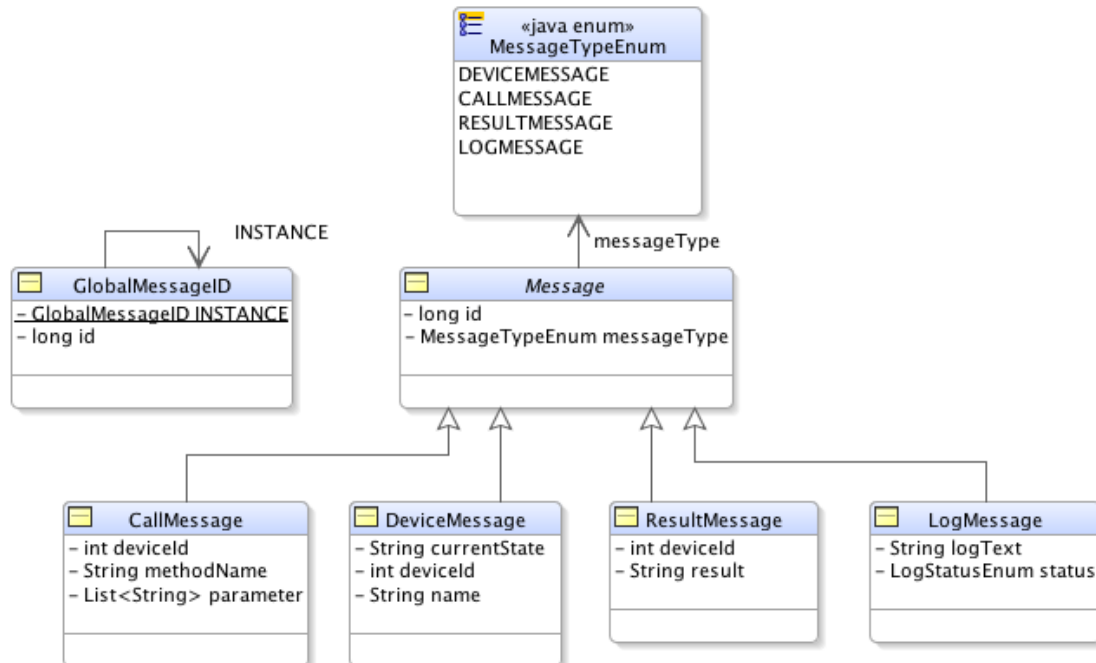 «java enum»
MessageTypeEnum
DEVICEMESSAGE
CALLMESSAGE
RESULTMESSAGE
LOGMESSAGE
INSTANCE
messageType
GlobalMessageID
- GlobalMessageID INSTANCE
- long id
Message
- long id
- MessageTypeEnum messageType
CallMessage
- int deviceId
- String methodName
- List<String> parameter
DeviceMessage
- String currentState
- int deviceId
- String name
ResultMessage
- int deviceId
- String result
LogMessage
- String logText
- LogStatusEnum status